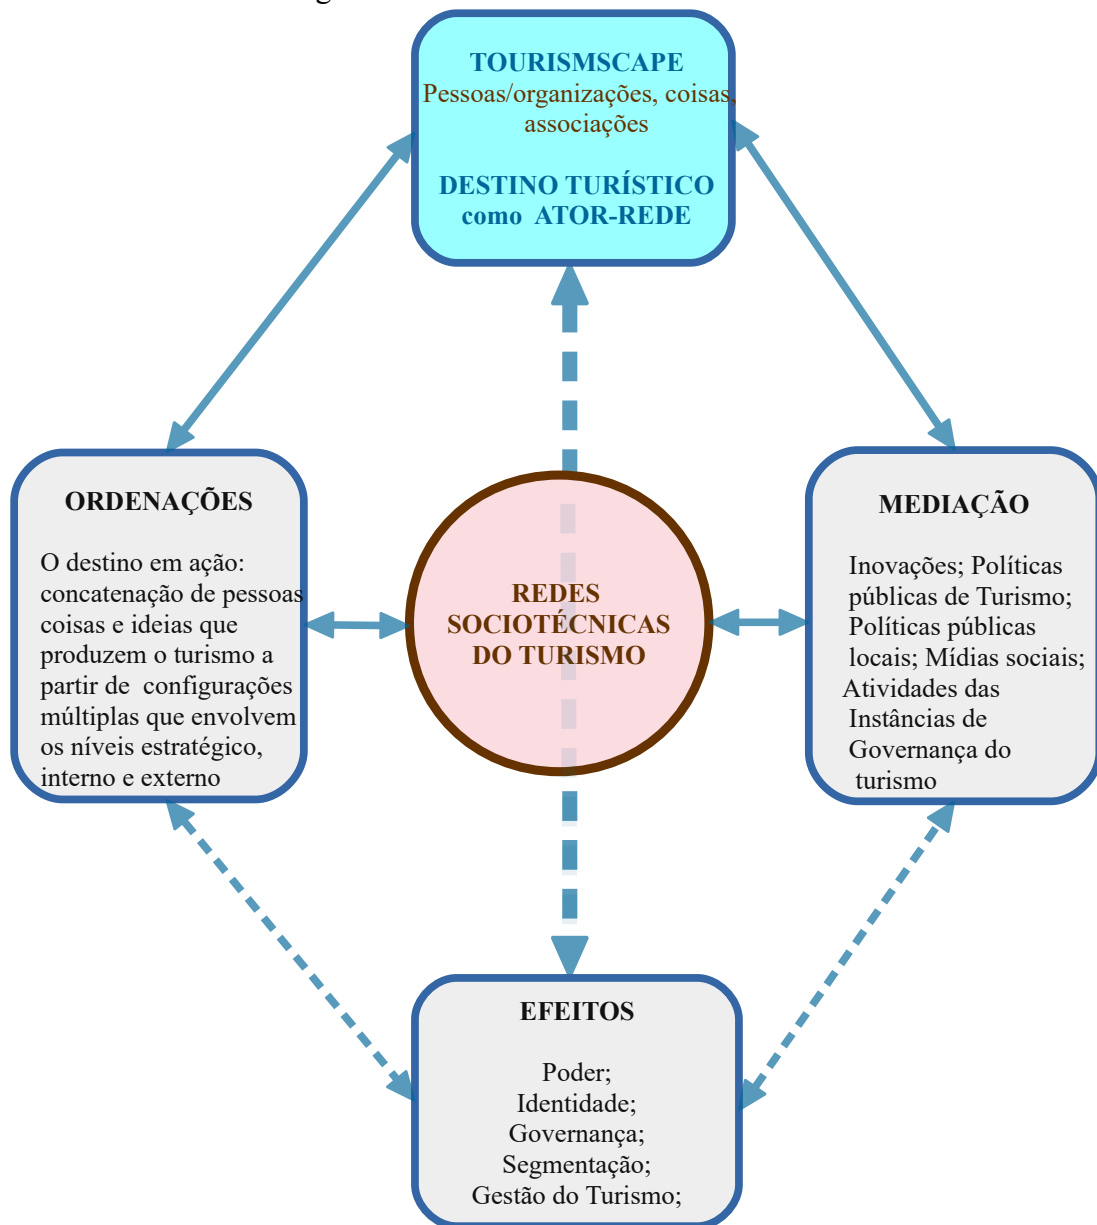 TOURISMSCAPE
Pessoas/organizações, coisas,
associações
DESTINO TURÍSTICO
como ATOR-REDE
ORDENAÇÕES
O destino em ação:
concatenação de pessoas
coisas e ideias que
produzem o turismo a
partir de configurações
múltiplas que envolvem
os níveis estratégico,
interno e externo
REDES
SOCIOTÉCNICAS
DO TURISMO
MEDIAÇÃO
Inovações; Políticas
públicas de Turismo;
Políticas públicas
locais; Mídias sociais;
Atividades das
Instâncias de
Governança do
turismo
EFEITOS
Poder;
Identidade;
Governança;
Segmentação;
Gestão do Turismo;